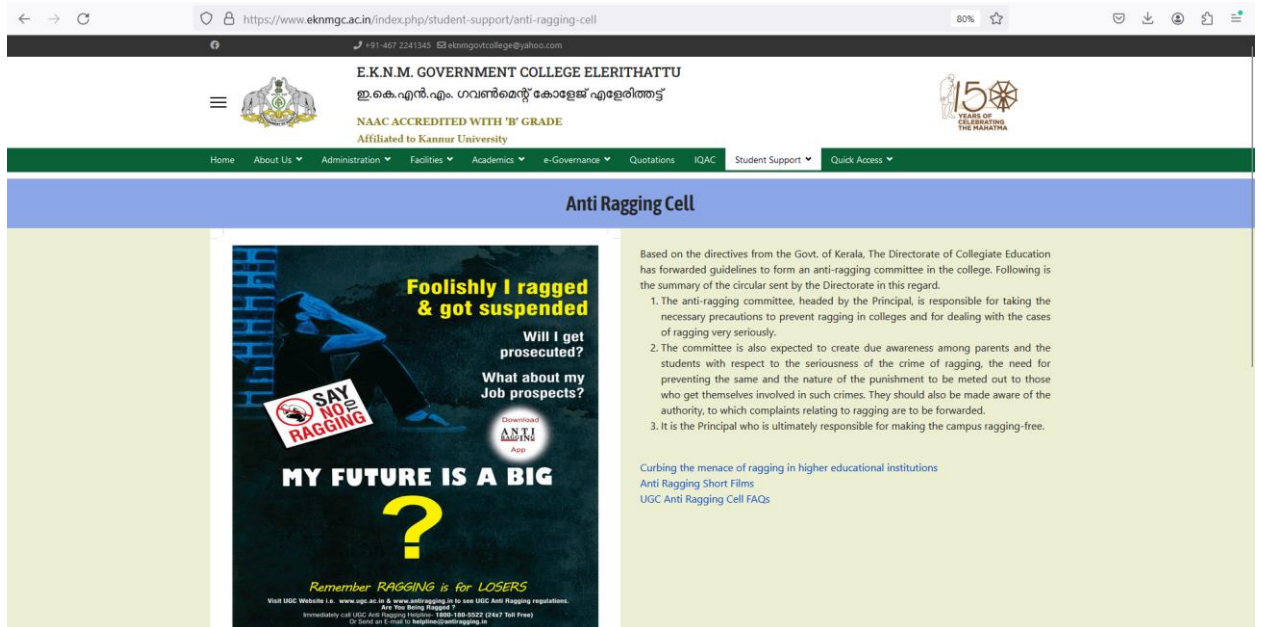 https://www.eknmgc.ac.in/index.php/student-support/anti-ragging-cell
80%
+91-467 2241345 eknmgovtcollege@yahoo.com
E.K.N.M. GOVERNMENT COLLEGE ELERITHATTU
ഇ.കെ.എൻ.എം. ഗവൺമെന്റ് കോളേജ് എളേരിത്തട്ട്
NAAC ACCREDITED WITH 'B' GRADE
Affiliated to Kannur University
150
YEARS OF
CELEBRATING
THE MAHATMA
Home About Us Administration Facilities Academics e-Governance Quotations IQAC Student Support Quick Access
Anti Ragging Cell
Foolishly I ragged
& got suspended
Will I get
prosecuted?
What about my
Job prospects?
SAY
NO TO
RAGGING
Download
ANTI
RAGGING
App
MY FUTURE IS A BIG
?
Remember RAGGING is for LOSERS
Visit UGC Website i.e. www.ugc.ac.in & www.antiragging.in to see UGC Anti Ragging regulations.
Are You Being Ragged ?
Immediately call UGC Anti Ragging Helpline- 1800-180-5522 (24x7 Toll Free)
Or Send an E-mail to helpline@antiragging.in
Based on the directives from the Govt. of Kerala, The Directorate of Collegiate Education
has forwarded guidelines to form an anti-ragging committee in the college. Following is
the summary of the circular sent by the Directorate in this regard.
1. The anti-ragging committee, headed by the Principal, is responsible for taking the
necessary precautions to prevent ragging in colleges and for dealing with the cases
of ragging very seriously.
2. The committee is also expected to create due awareness among parents and the
students with respect to the seriousness of the crime of ragging, the need for
preventing the same and the nature of the punishment to be meted out to those
who get themselves involved in such crimes. They should also be made aware of the
authority, to which complaints relating to ragging are to be forwarded.
3. It is the Principal who is ultimately responsible for making the campus ragging-free.
Curbing the menace of ragging in higher educational institutions
Anti Ragging Short Films
UGC Anti Ragging Cell FAQs